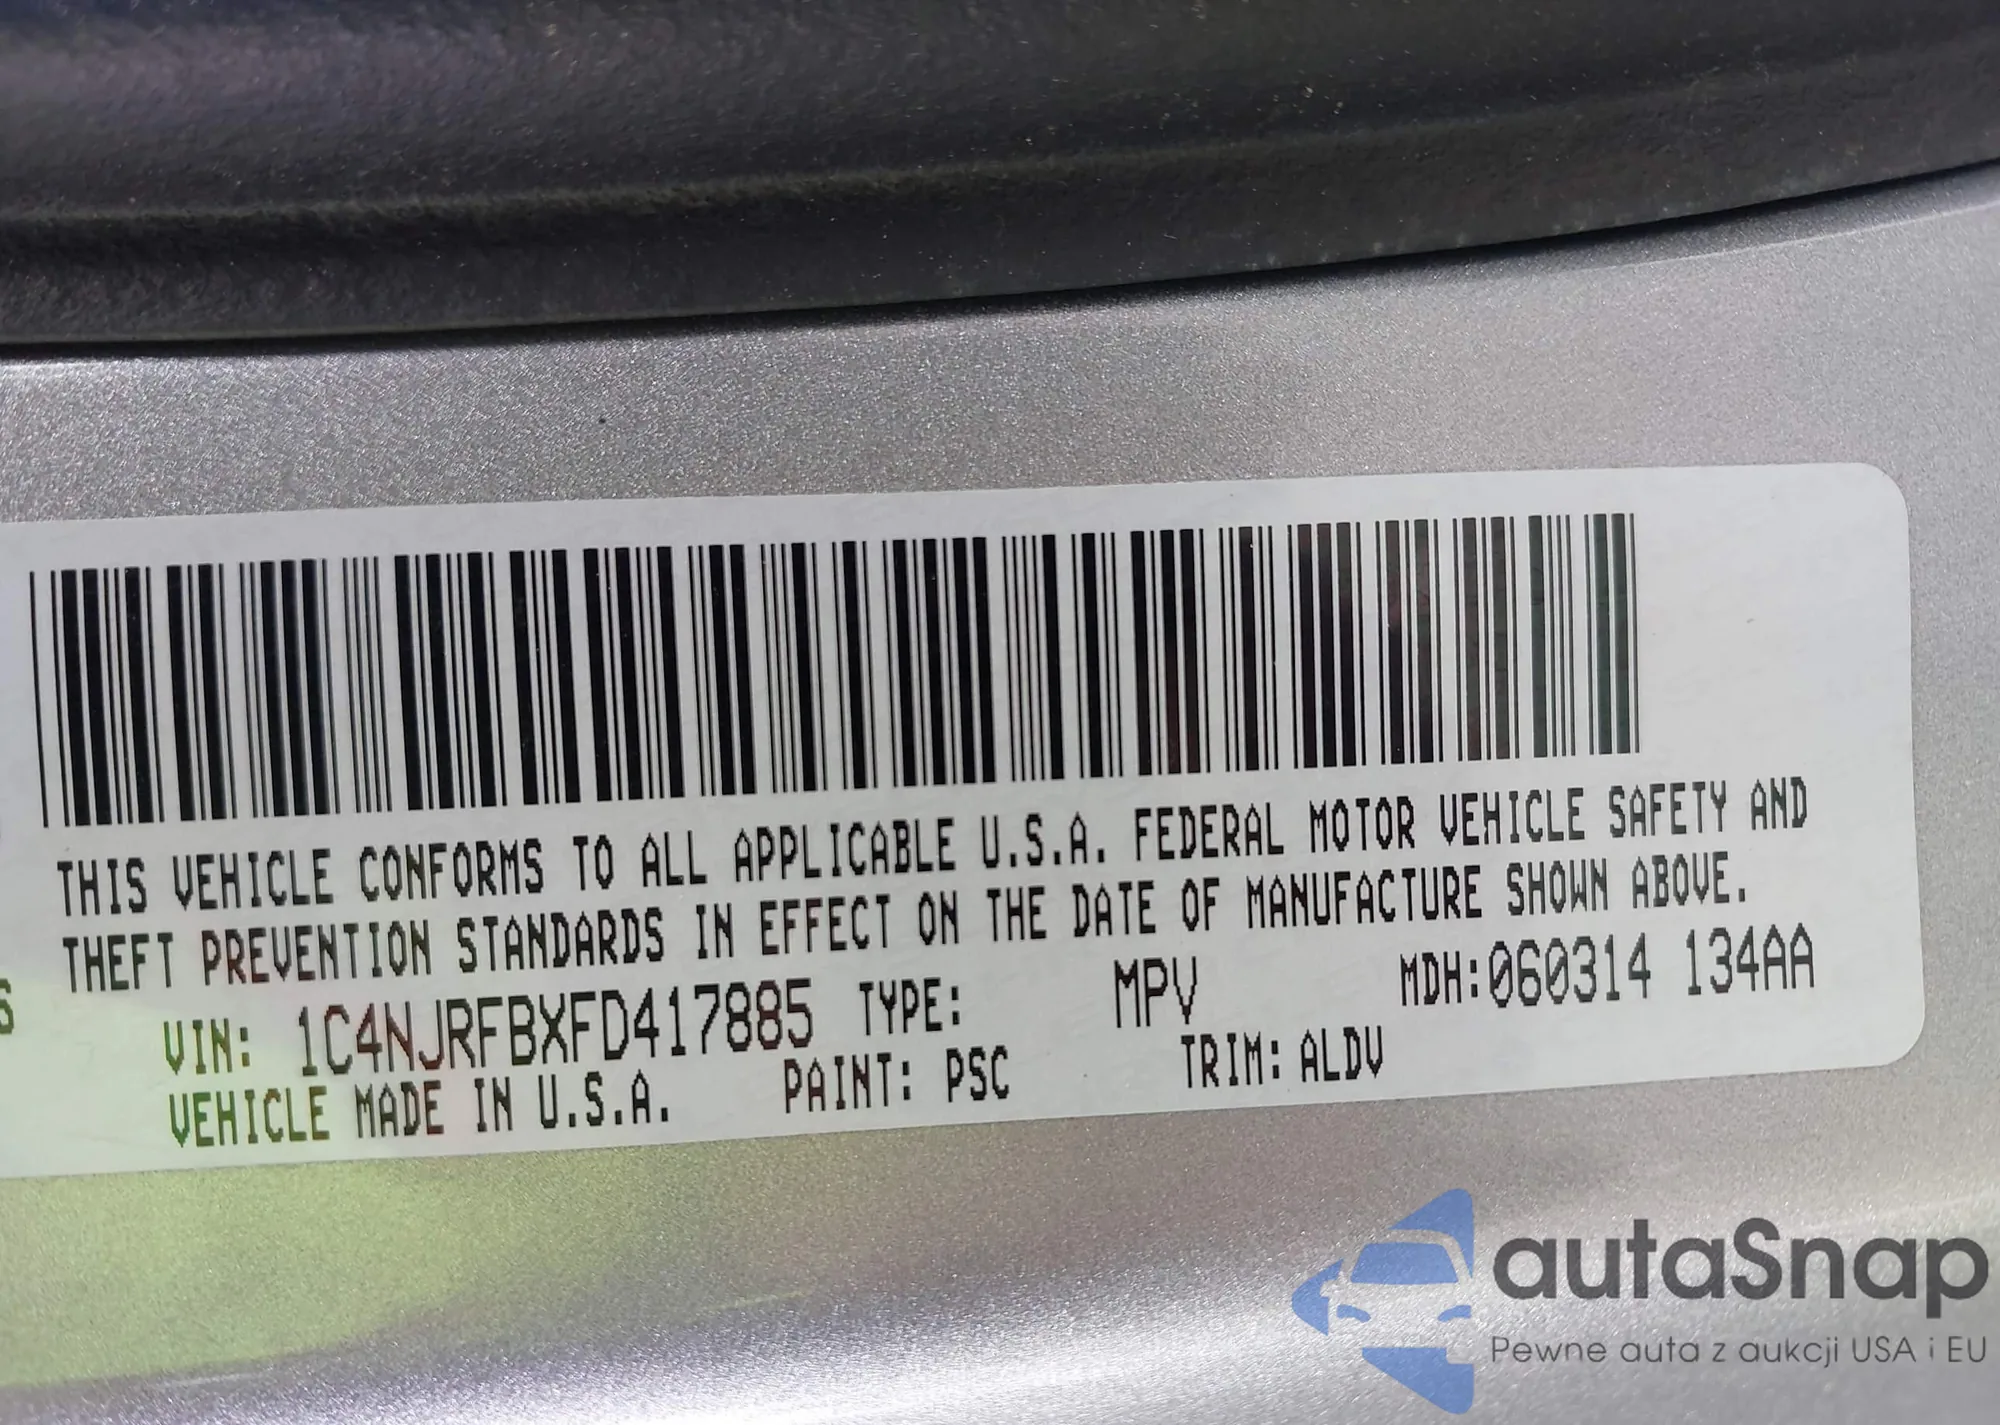 THIS VEHICLE CONFORMS TO ALL APPLICABLE U.S.A. FEDERAL MOTOR VEHICLE SAFETY AND
THEFT PREVENTION STANDARDS IN EFFECT ON THE DATE OF MANUFACTURE SHOWN ABOVE.
VIN: 1C4NJRFBXFD417885 TYPE: MPV MDH:060314 134AA
VEHICLE MADE IN U.S.A. PAINT: PSC TRIM: ALDV
autaSnap
Pewne auta z aukcji USA i EU